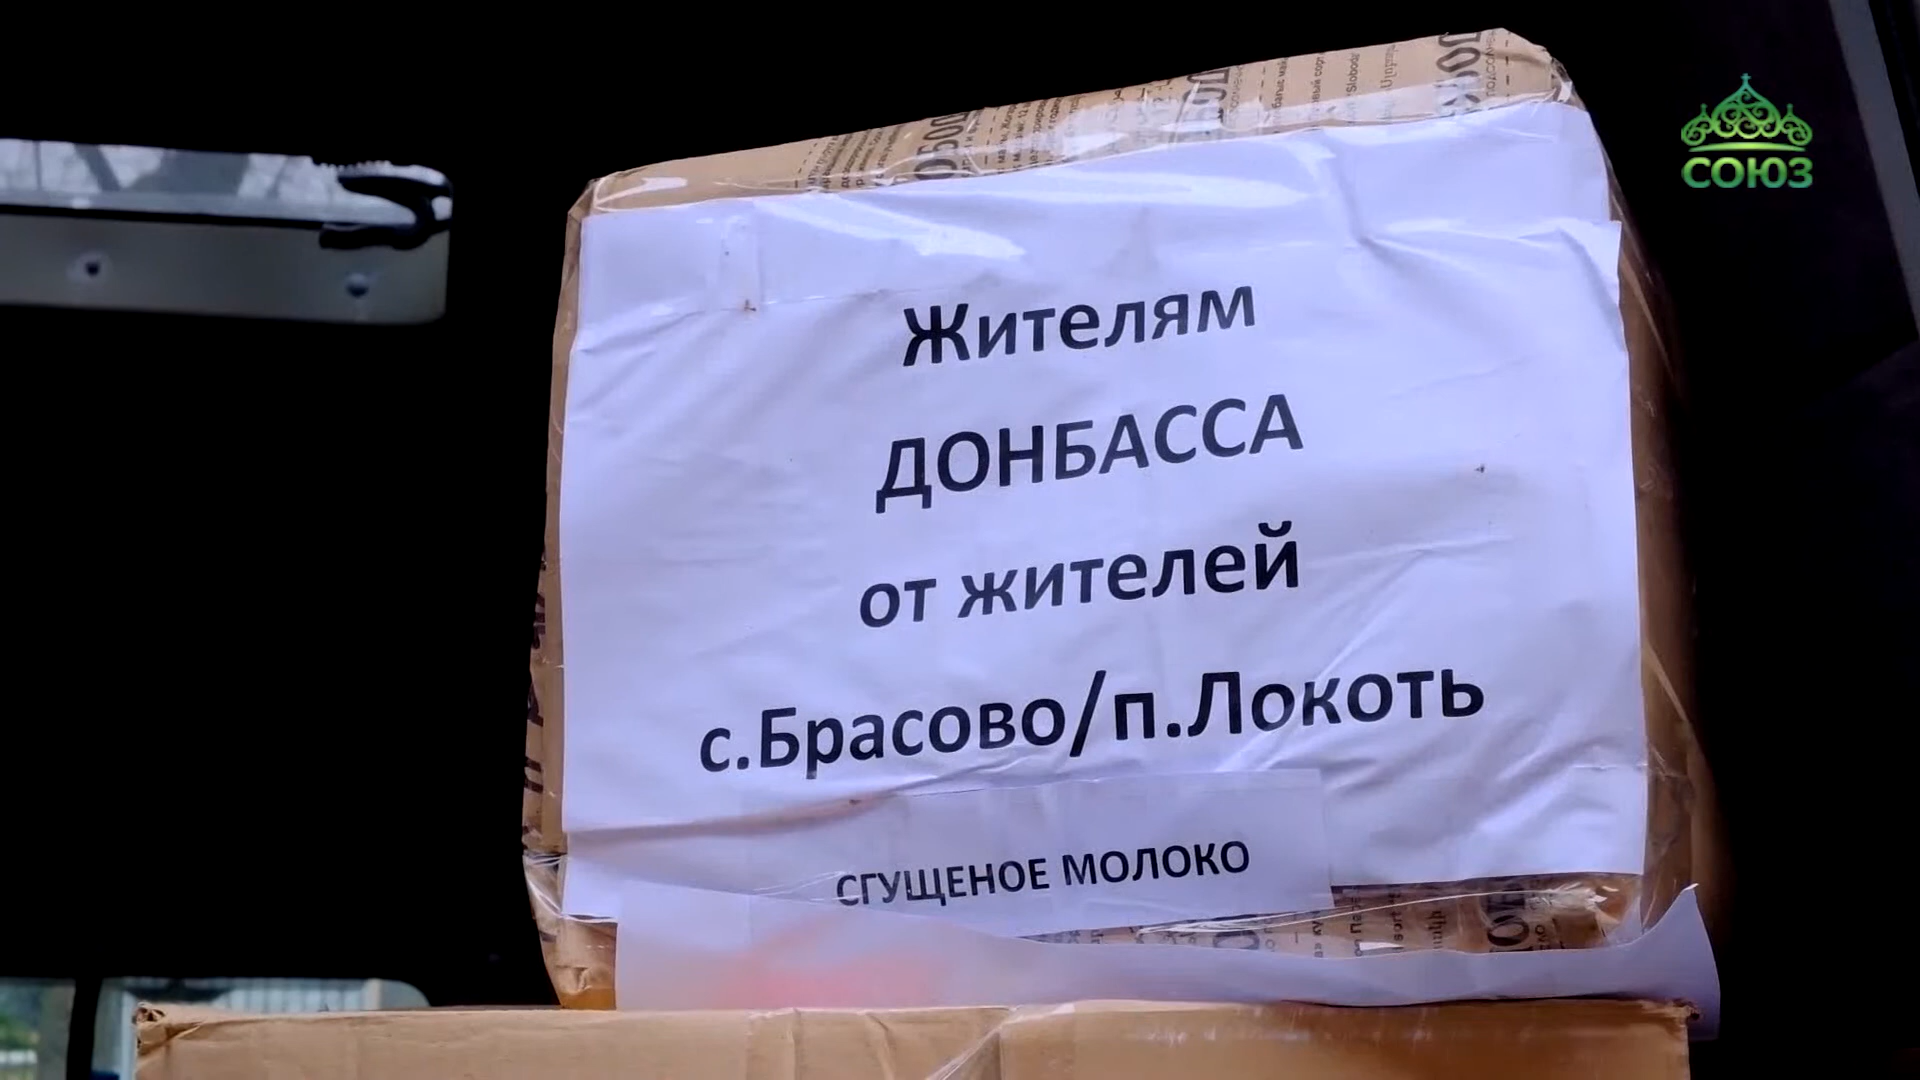 СОЮЗ
Жителям
ДОНБАССА
от жителей
с.Брасово/п.Локоть
СГУЩЕНОЕ МОЛОКО